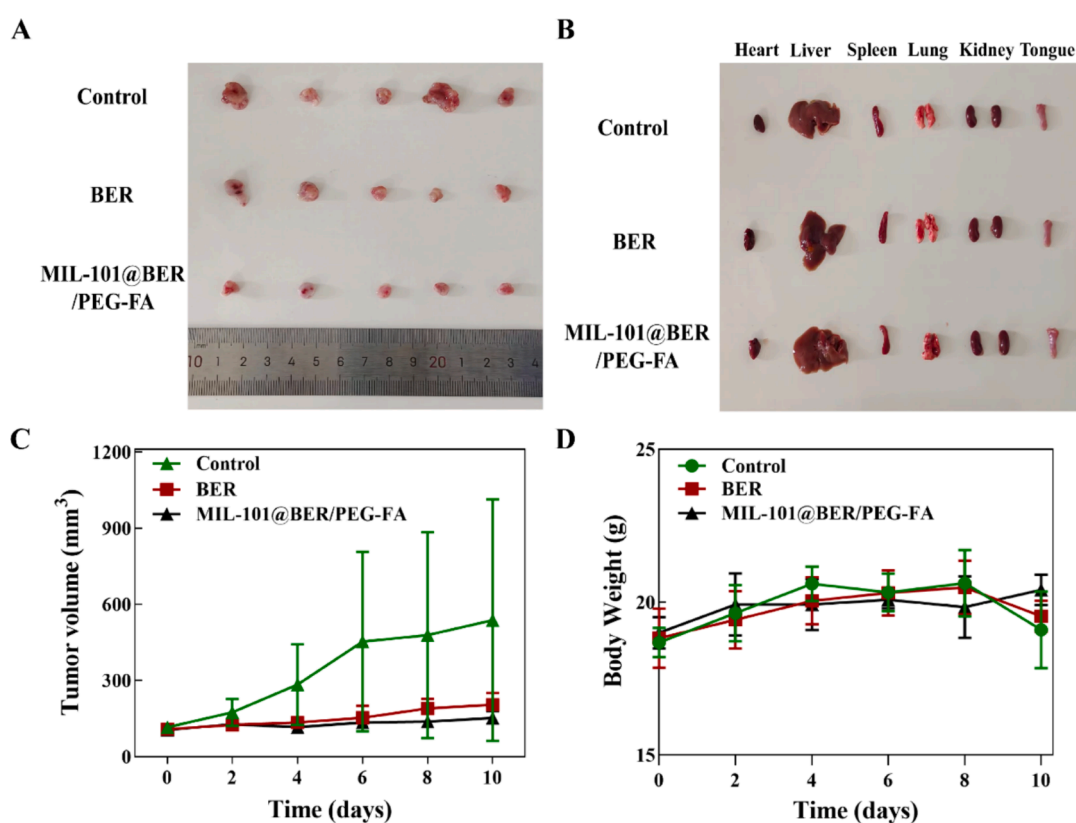 A
Control
BER
MIL-101@BER
/PEG-FA
mm
10 1 2 3 4 5 6 7 8 9 20 1 2 3 4
B
Heart Liver Spleen Lung Kidney Tongue
Control
BER
MIL-101@BER
/PEG-FA
C
Tumor volume (mm3)
1200
900
600
300
0
Control
BER
MIL-101@BER/PEG-FA
0 2 4 6 8 10
Time (days)
D
Body Weight (g)
25
20
15
Control
BER
MIL-101@BER/PEG-FA
0 2 4 6 8 10
Time (days)